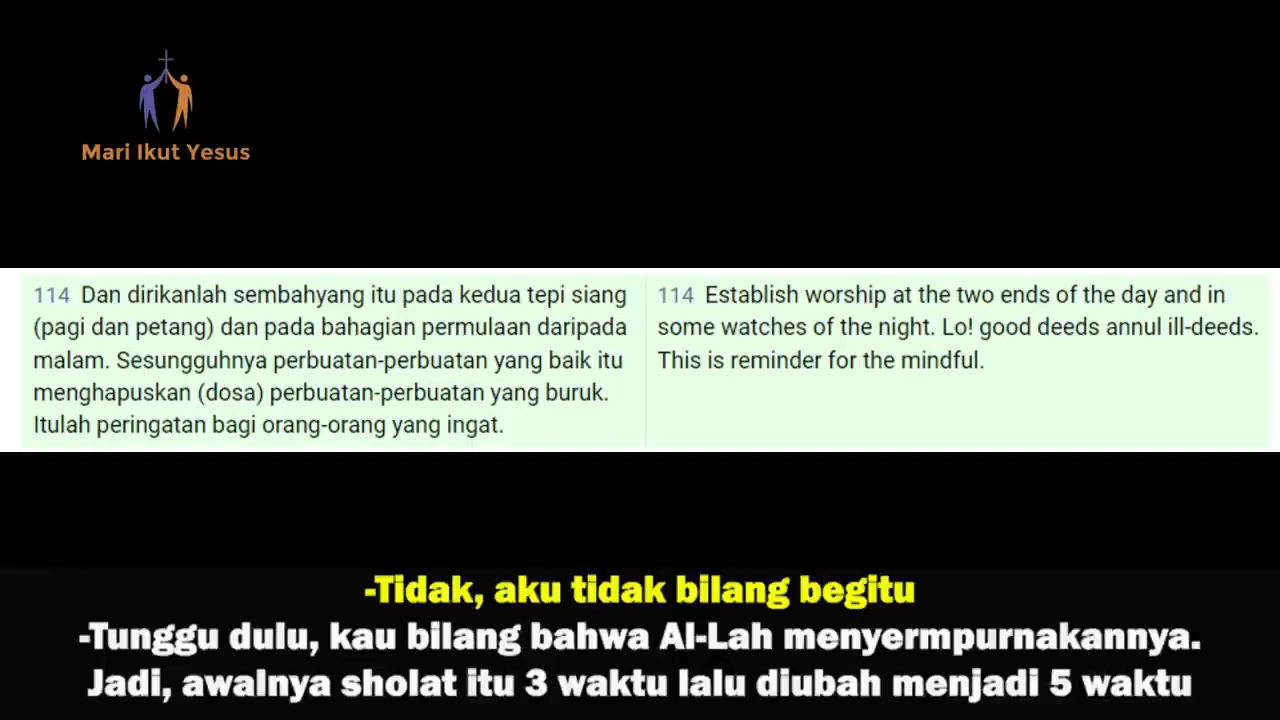 Mari Ikut Yesus
114 Dan dirikanlah sembahyang itu pada kedua tepi siang
(pagi dan petang) dan pada bahagian permulaan daripada
malam. Sesungguhnya perbuatan-perbuatan yang baik itu
menghapuskan (dosa) perbuatan-perbuatan yang buruk.
Itulah peringatan bagi orang-orang yang ingat.
114 Establish worship at the two ends of the day and in
some watches of the night. Lo! good deeds annul ill-deeds.
This is reminder for the mindful.
-Tidak, aku tidak bilang begitu
-Tunggu dulu, kau bilang bahwa Al-Lah menyermpurnakannya.
Jadi, awalnya sholat itu 3 waktu lalu diubah menjadi 5 waktu